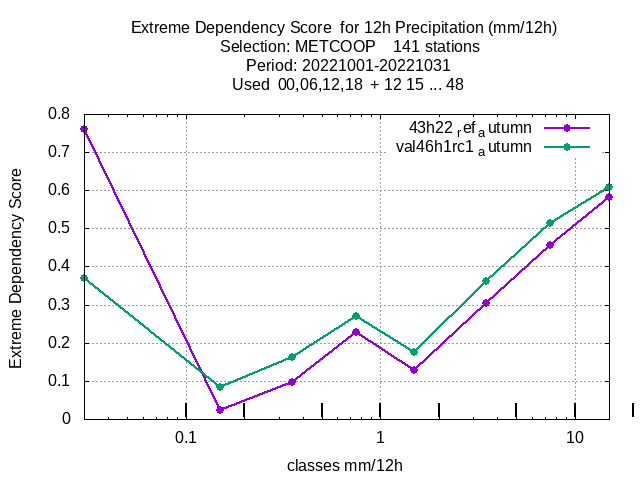 Extreme Dependency Score  for 12h Precipitation (mm/12h)
Selection: METCOOP    141 stations
Period: 20221001-20221031
Used  00,06,12,18  + 12 15 ... 48
43h22 ref autumn
val46h1rc1 autumn
Extreme Dependency Score
0.8
0.7
0.6
0.5
0.4
0.3
0.2
0.1
0
0.1 1 10
classes mm/12h